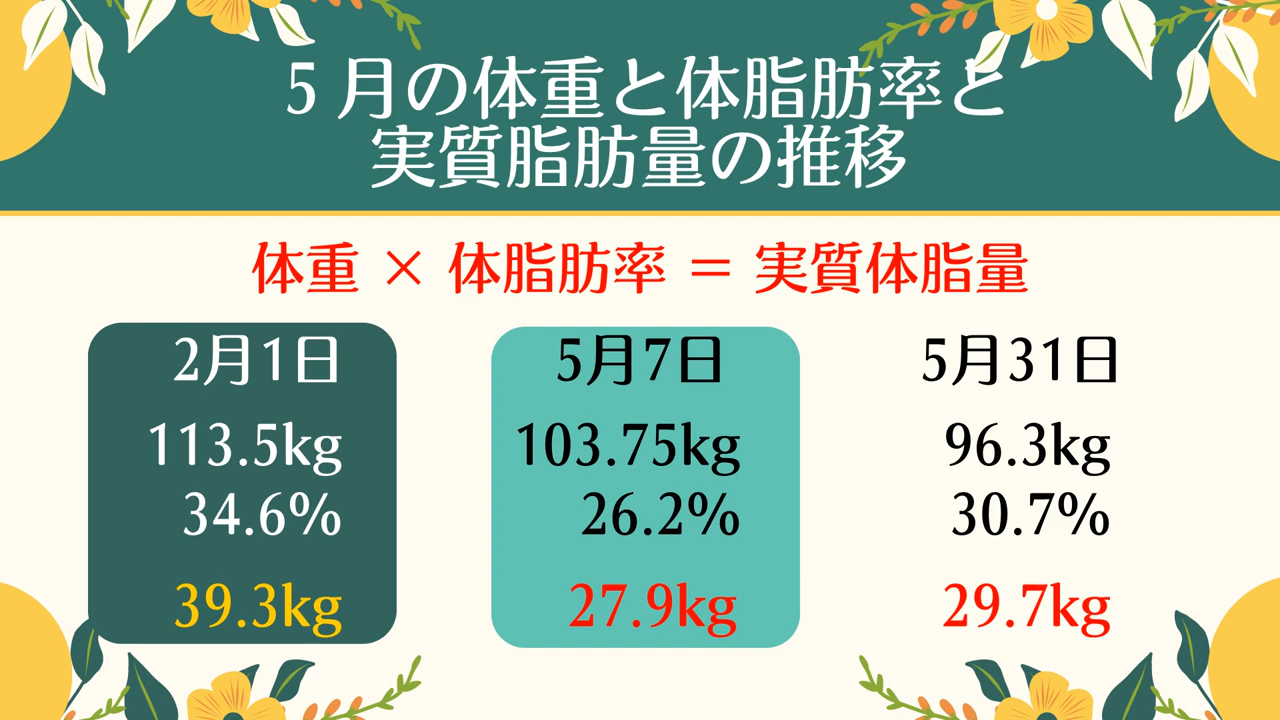 5月の体重と体脂肪率と
実質脂肪量の推移
体重 × 体脂肪率 = 実質体脂量
2月1日
113.5kg
34.6%
39.3kg
5月7日
103.75kg
26.2%
27.9kg
5月31日
96.3kg
30.7%
29.7kg